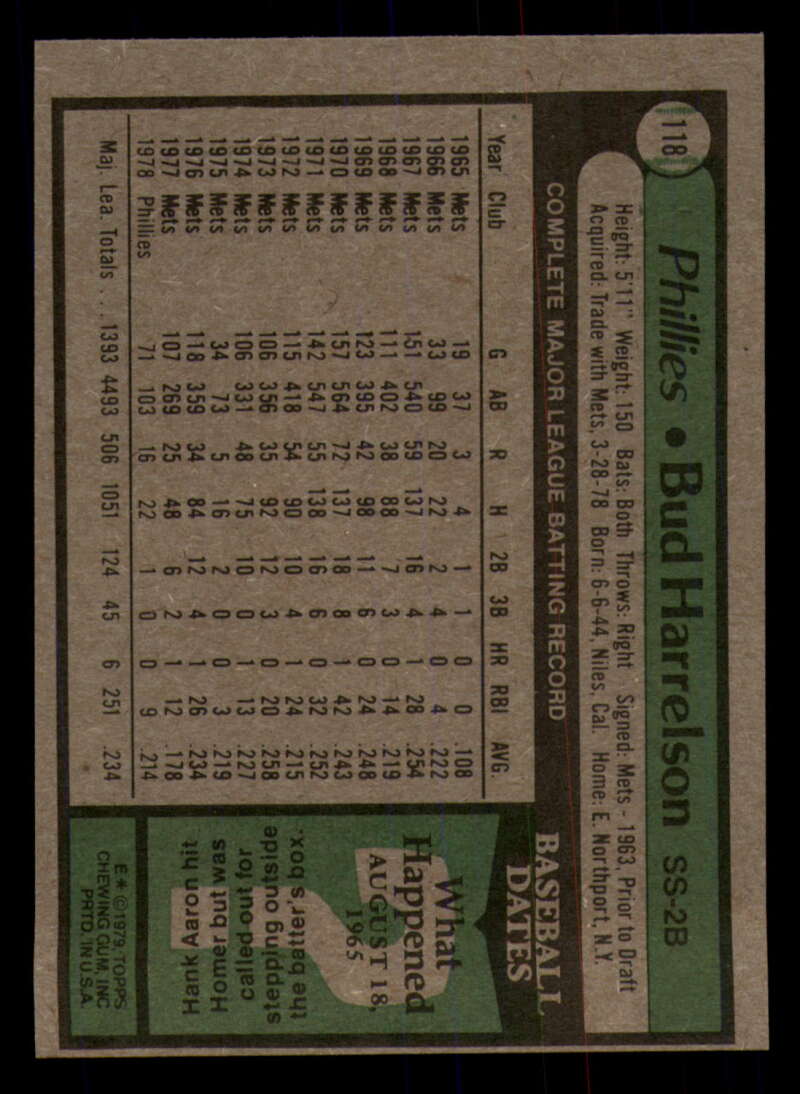 118
Phillies • Bud Harrelson SS-2B
Height: 5'11" Weight: 150 Bats: Both Throws: Right Signed: Mets - 1963, Prior to Draft
Acquired: Trade with Mets, 3-28-78 Born: 6-6-44, Niles, Cal. Home: E. Northport, N.Y.
COMPLETE MAJOR LEAGUE BATTING RECORD
Year Club G AB R H 2B 3B HR RBI AVG.
1965 Mets 19 37 3 4 1 1 0 0 .108
1966 Mets 33 99 20 22 2 4 0 4 .222
1967 Mets 151 540 59 137 16 4 1 28 .254
1968 Mets 111 402 38 88 7 3 0 14 .219
1969 Mets 123 395 42 98 11 6 0 24 .248
1970 Mets 157 564 72 137 18 8 1 42 .243
1971 Mets 142 547 55 138 16 6 0 32 .252
1972 Mets 115 418 54 90 10 4 1 24 .215
1973 Mets 106 356 35 92 12 3 0 20 .258
1974 Mets 106 331 48 75 10 0 1 13 .227
1975 Mets 34 73 5 16 2 0 0 3 .219
1976 Mets 118 359 34 84 12 4 1 26 .234
1977 Mets 107 269 25 48 6 2 1 12 .178
1978 Phillies 71 103 16 22 1 0 0 9 .214
Maj. Lea. Totals . . . 1393 4493 506 1051 124 45 6 251 .234
BASEBALL
DATES
What
Happened
AUGUST 18,
1965
Hank Aaron hit
Homer but was
called out for
stepping outside
the batter's box.
E* © 1979, TOPPS
CHEWING GUM, INC
PRTD IN U.S.A.